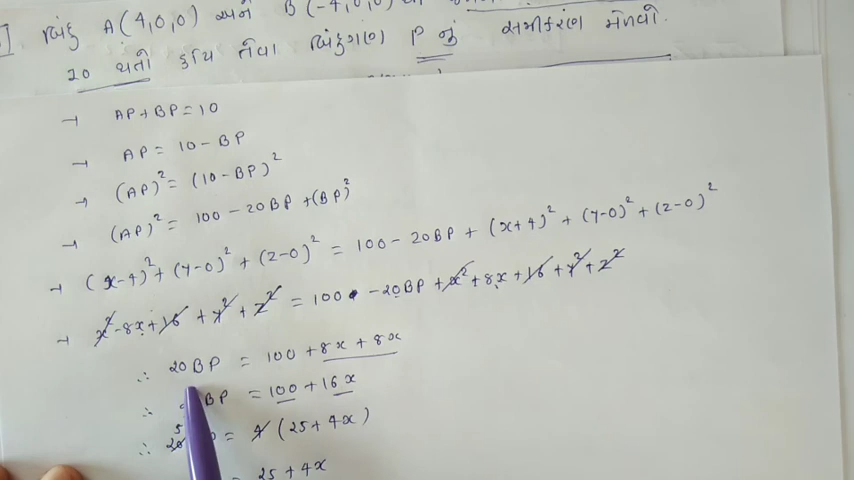 બિંદુ A(4,0,0) અને B(-4,0,0)
20 થતી હોય તેવા બિંદુગણ P નું સમીકરણ મેળવો.
→ AP+BP=10
→ AP = 10-BP
→ (AP)² = (10-BP)²
→ (AP)² = 100 - 20BP + (BP)²
→ (x-4)² + (y-0)² + (z-0)² = 100 - 20BP + (x+4)² + (y-0)² + (z-0)²
→ x² - 8x + 16 + y² + z² = 100 - 20BP + x² + 8x + 16 + y² + z²
∴ 20BP = 100 + 8x + 8x
∴ BP = 100 + 16x
∴ 5 20 = 4 (25 + 4x)
= 25 + 4x